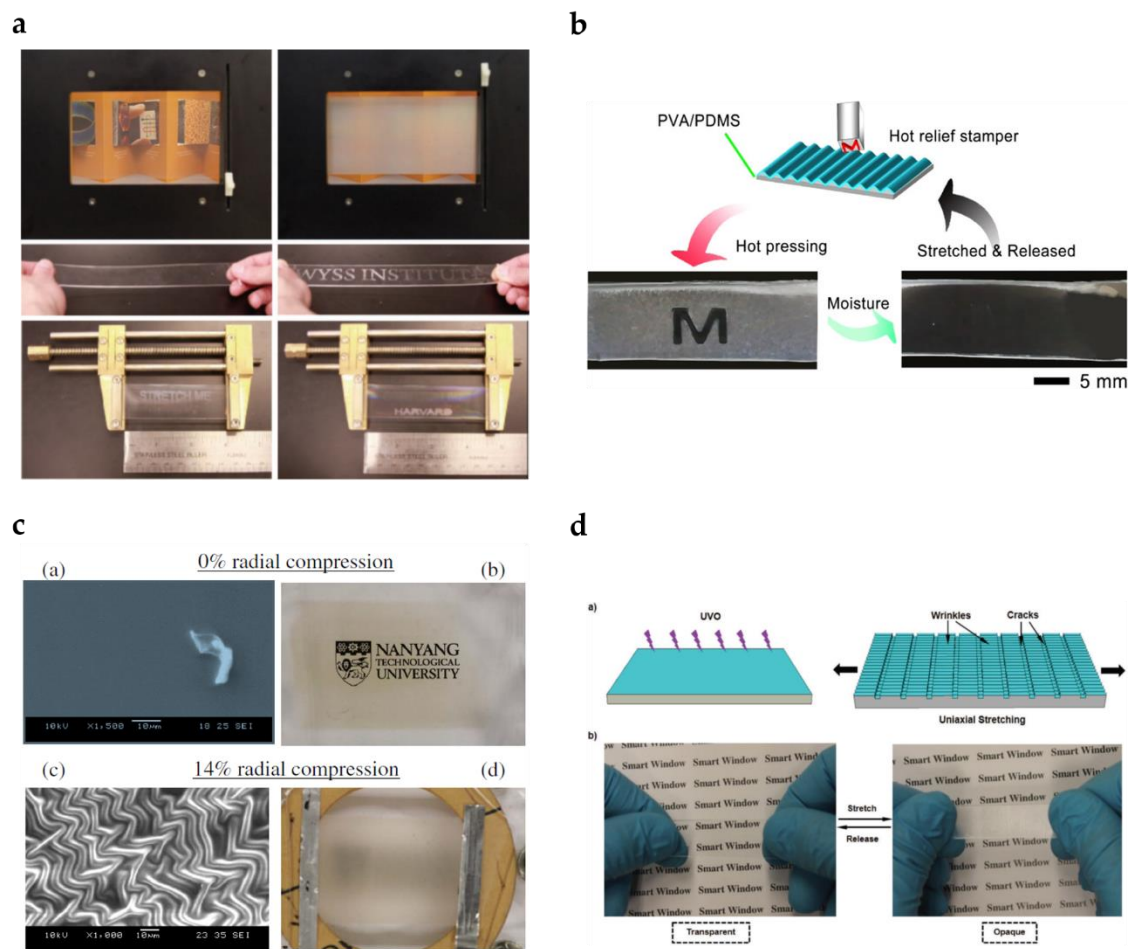 a
WYSS INSTITUTE
STRETCH ME
HARVARD
b
PVA/PDMS
Hot relief stamper
M
Hot pressing
Stretched & Released
Moisture
M
5 mm
c
0% radial compression
(a)
(b)
NANYANG
TECHNOLOGICAL
UNIVERSITY
10kV X1,500 10µm 18 25 SEI
14% radial compression
(c)
(d)
10kV 10µm 23 35 SEI
d
a)
UVO
Wrinkles
Cracks
Uniaxial Stretching
b)
Smart Window Smart Window Smart Window
Smart Window
Stretch
Release
Transparent
Opaque